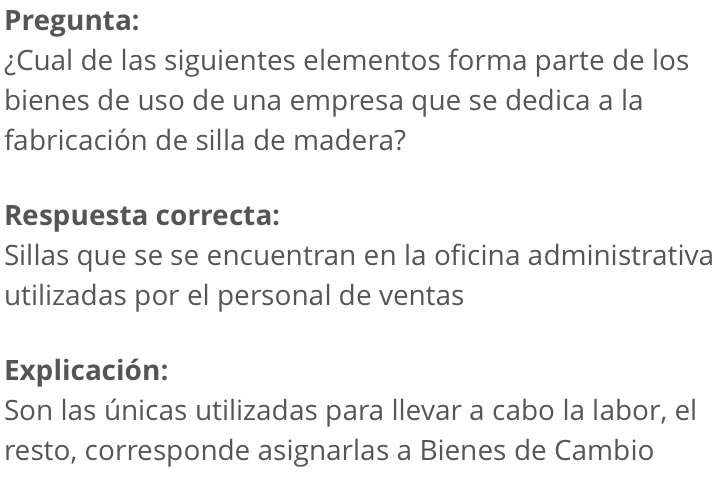 Pregunta:
¿Cual de las siguientes elementos forma parte de los
bienes de uso de una empresa que se dedica a la
fabricación de silla de madera?
Respuesta correcta:
Sillas que se se encuentran en la oficina administrativa
utilizadas por el personal de ventas
Explicación:
Son las únicas utilizadas para llevar a cabo la labor, el
resto, corresponde asignarlas a Bienes de Cambio